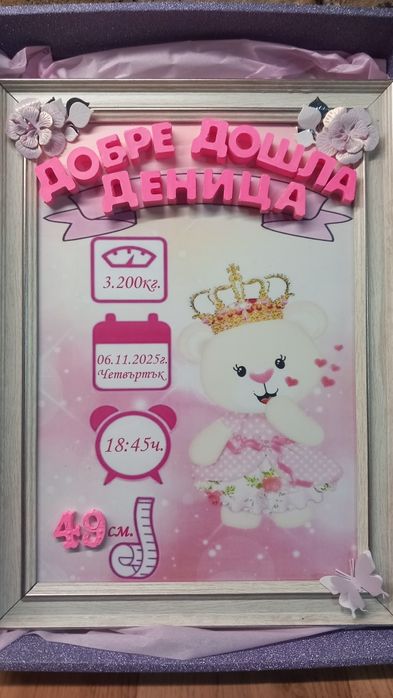 ДОБРЕ ДОШЛА
ДЕНИЦА
3.200кг.
06.11.2025г.
Четвъртък
18:45ч.
49 см.